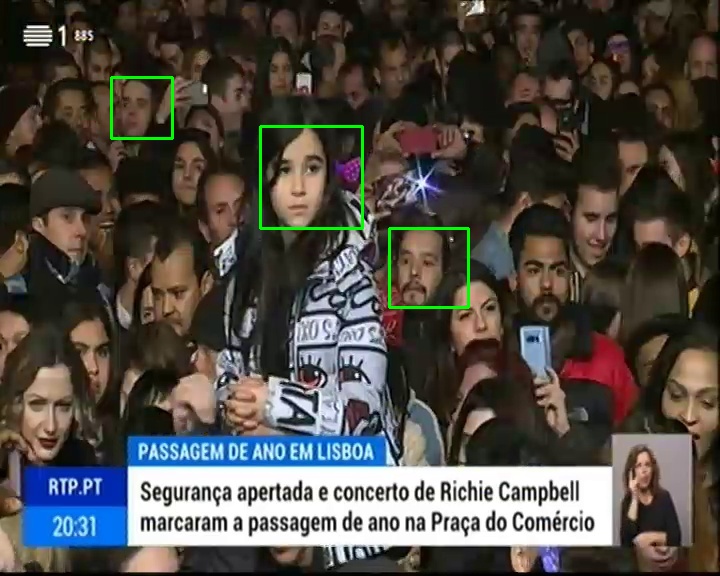 1 885
PASSAGEM DE ANO EM LISBOA
RTP.PT
Segurança apertada e concerto de Richie Campbell
20:31
marcaram a passagem de ano na Praça do Comércio